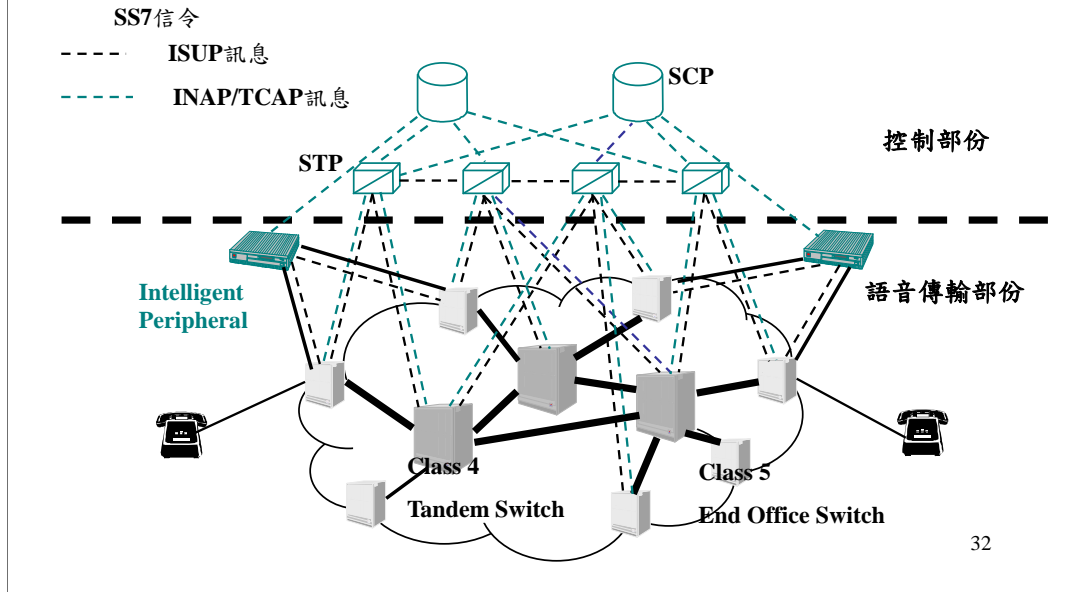 SS7信令
ISUP訊息
INAP/TCAP訊息
SCP
STP
控制部份
Intelligent
Peripheral
語音傳輸部份
Class 4
Tandem Switch
Class 5
End Office Switch
32